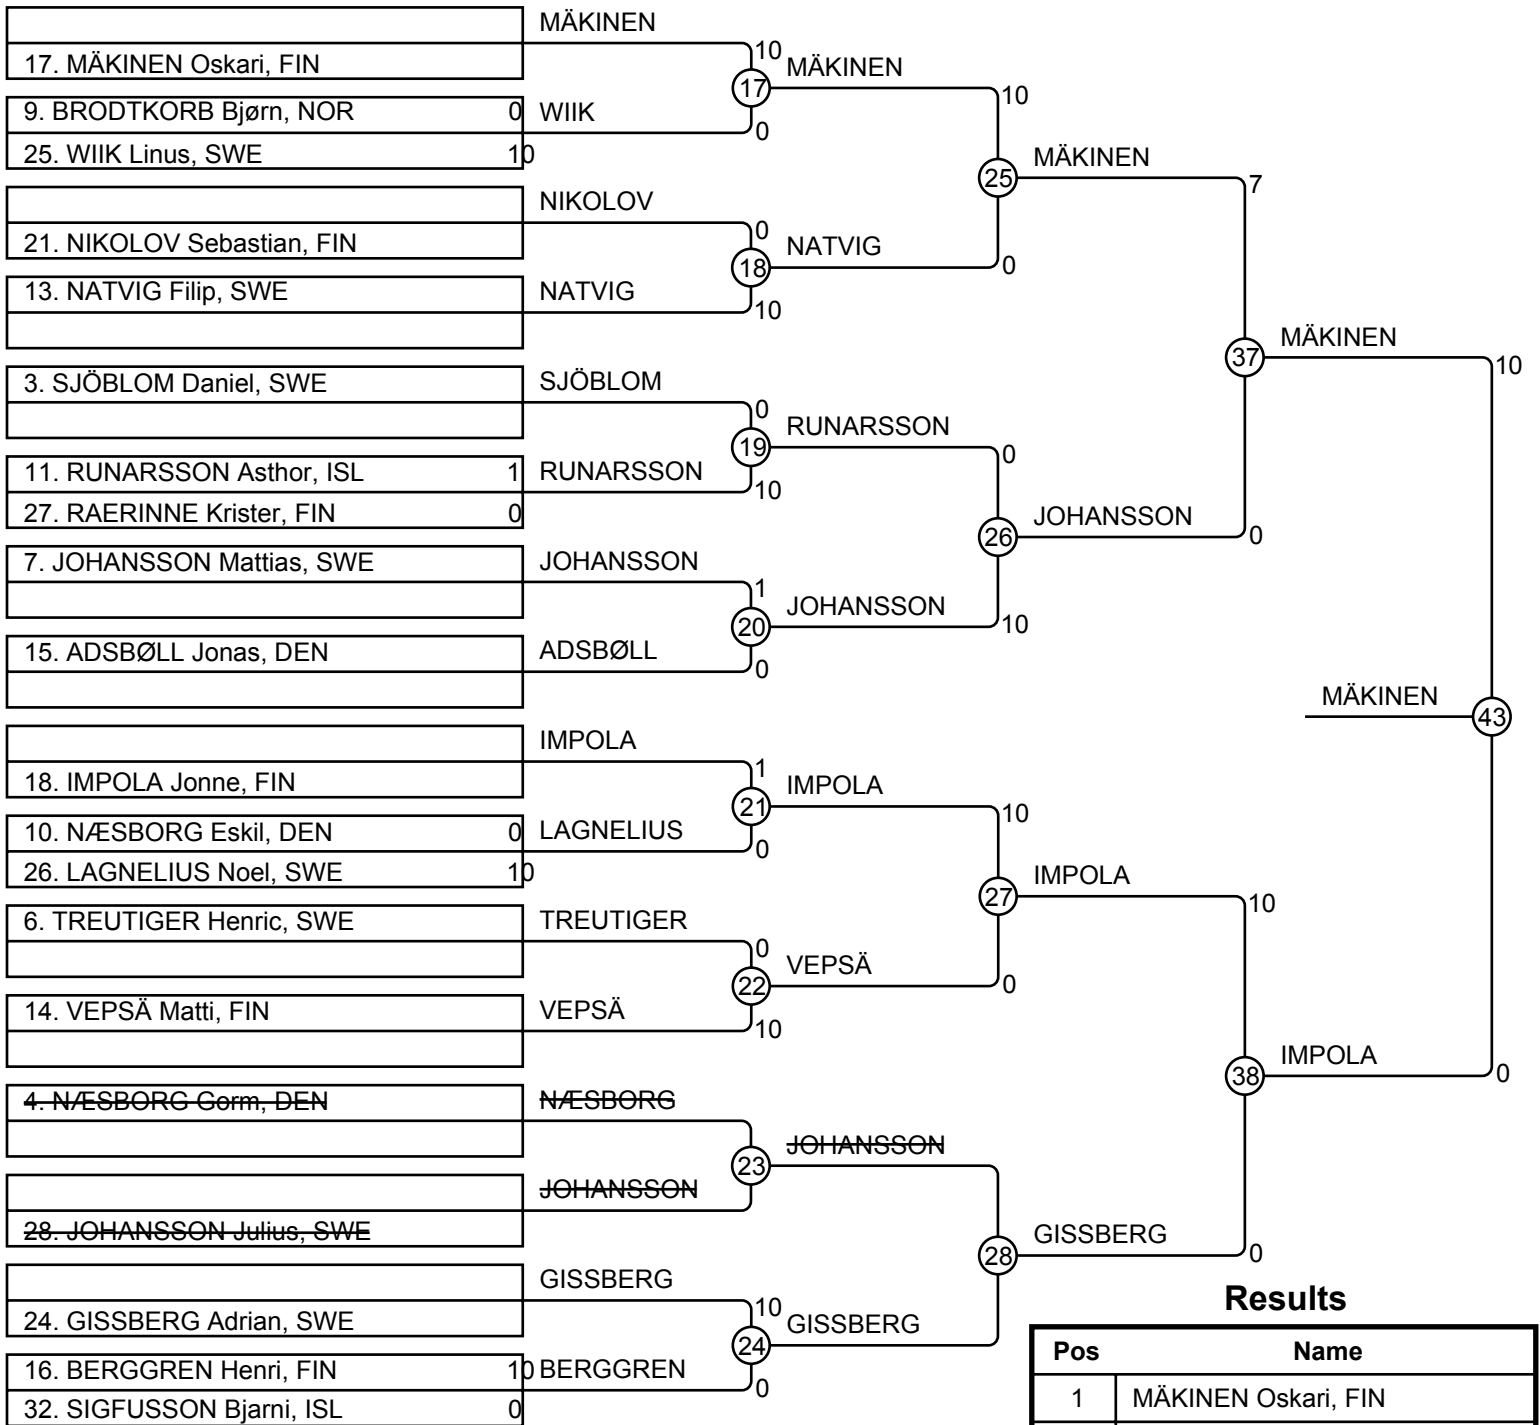 MÄKINEN
17. MÄKINEN Oskari, FIN
10
MÄKINEN
17
9. BRODTKORB Bjørn, NOR 0 WIIK
0
10
25. WIIK Linus, SWE 10
MÄKINEN
25
7
NIKOLOV
21. NIKOLOV Sebastian, FIN
0
NATVIG
18
0
13. NATVIG Filip, SWE NATVIG
10
MÄKINEN
37
10
3. SJÖBLOM Daniel, SWE SJÖBLOM
0
RUNARSSON
19
0
11. RUNARSSON Asthor, ISL 1 RUNARSSON
10
27. RAERINNE Krister, FIN 0
JOHANSSON
26
0
7. JOHANSSON Mattias, SWE JOHANSSON
1
JOHANSSON
20
10
15. ADSBØLL Jonas, DEN ADSBØLL
0
MÄKINEN
43
IMPOLA
18. IMPOLA Jonne, FIN
1
IMPOLA
21
10
10. NÆSBORG Eskil, DEN 0 LAGNELIUS
0
26. LAGNELIUS Noel, SWE 10
IMPOLA
27
10
6. TREUTIGER Henric, SWE TREUTIGER
0
VEPSÄ
22
0
14. VEPSÄ Matti, FIN VEPSÄ
10
IMPOLA
38
0
4. NÆSBORG Gorm, DEN NÆSBORG
JOHANSSON
23
JOHANSSON
28. JOHANSSON Julius, SWE
GISSBERG
28
0
GISSBERG
24. GISSBERG Adrian, SWE
10
GISSBERG
24
16. BERGGREN Henri, FIN 10 BERGGREN
0
32. SIGFUSSON Bjarni, ISL 0
Results
Pos Name
1 MÄKINEN Oskari, FIN